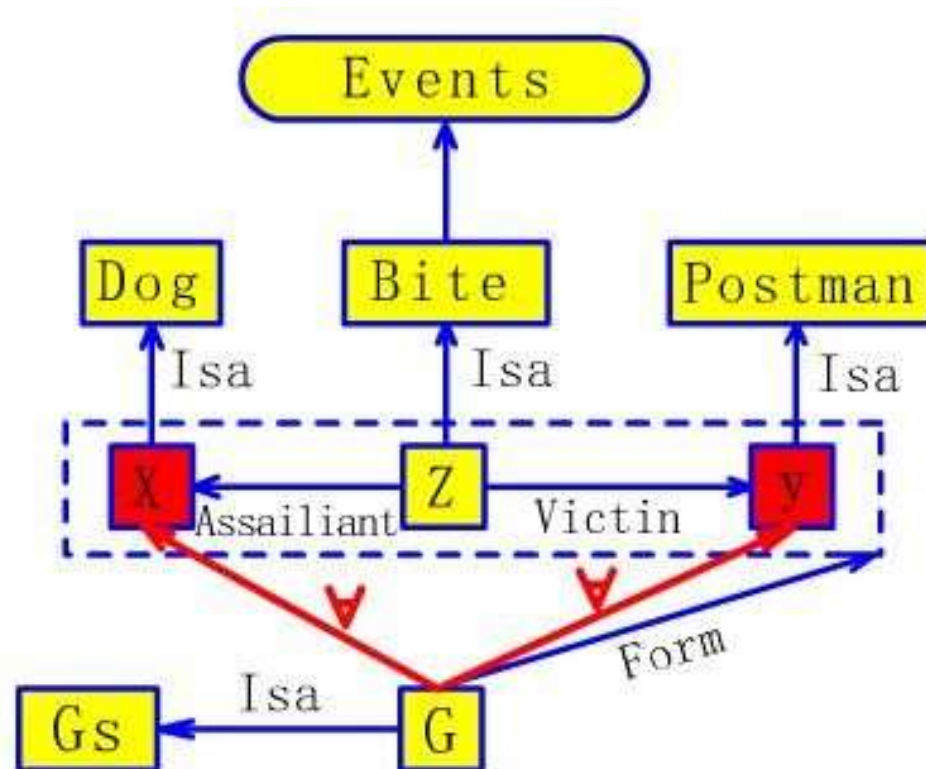 Events
Dog Bite Postman
Isa Isa Isa
X Z y
Assailiant Victin
∀ ∀
Form
Isa
Gs G